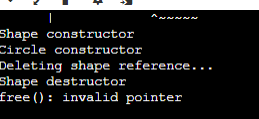 | ^~~~~~
Shape constructor
Circle constructor
Deleting shape reference...
Shape destructor
free(): invalid pointer